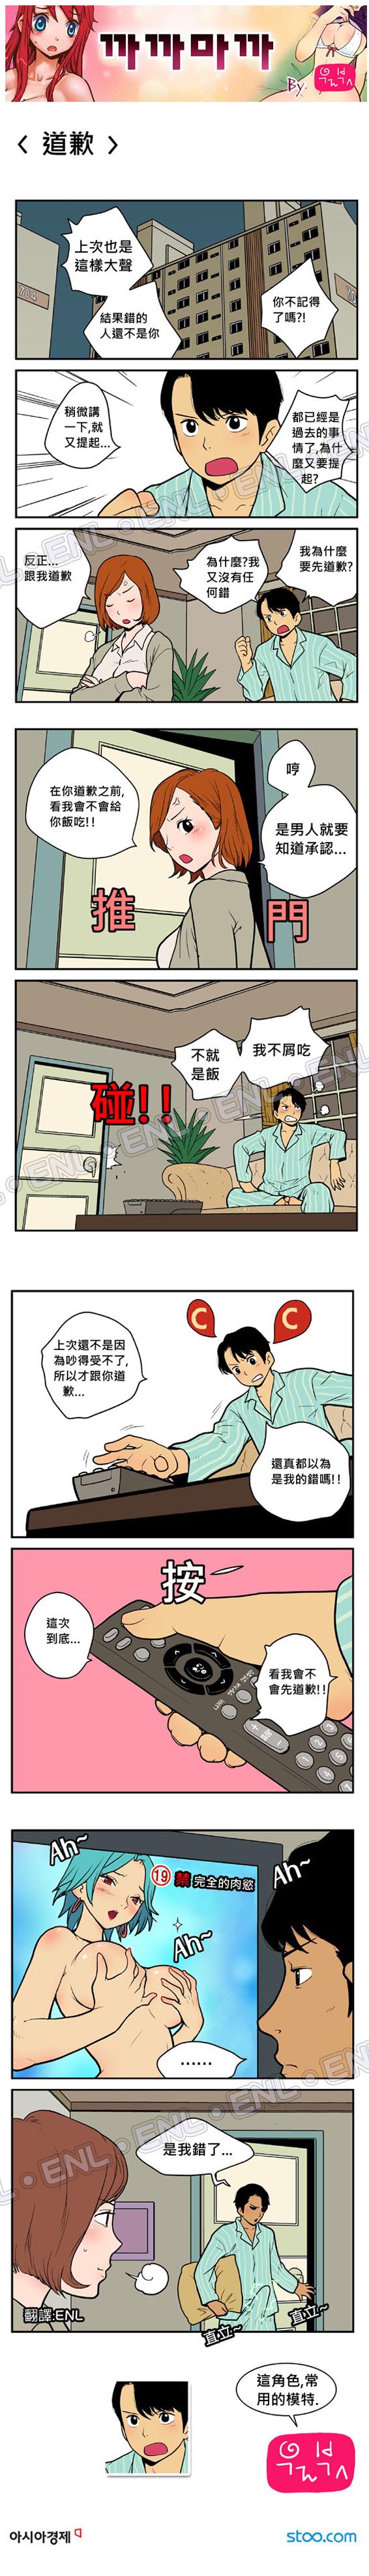 까까마까
By.
< 道歉 >
上次也是
這樣大聲
結果錯的
人還不是你
你不記得
了嗎?!
704
稍微講
一下,就
又提起...
都已經是
過去的事
情了,為什
麼又要提
起?
反正...
跟我道歉
為什麼?我
又沒有任
何錯
我為什麼
要先道歉?
哼
在你道歉之前,
看我會不會給
你飯吃!!
是男人就要
知道承認...
推
門
碰!!
不就
是飯
我不屑吃
C
C
上次還不是因
為吵得受不了,
所以才跟你道
歉...
還真都以為
是我的錯嗎!!
按
這次
到底...
看我會不
會先道歉!!
Ah~
⑲ 禁 完全的肉慾
Ah~
Ah~
......
是我錯了...
翻譯:ENL
直立~
直立~
這角色,常
用的模特.
아시아경제
stoo.com
ENL